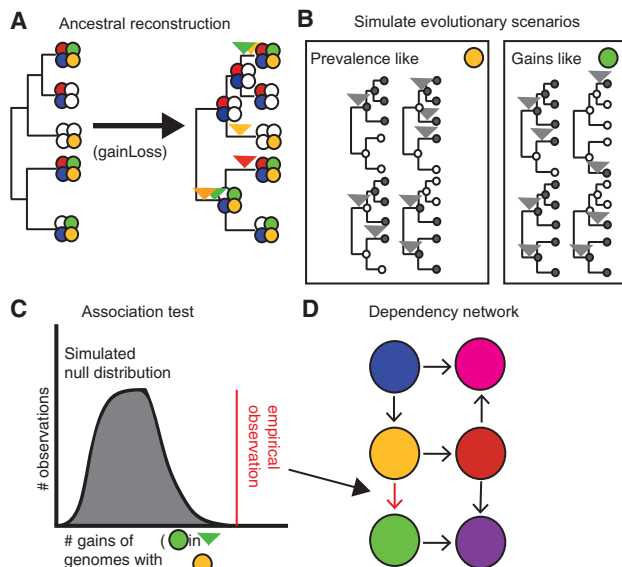 A
Ancestral reconstruction
(gainLoss)
B
Simulate evolutionary scenarios
Prevalence like
Gains like
C
Association test
Simulated
null distribution
# observations
empirical
observation
# gains of ( in
genomes with
D
Dependency network